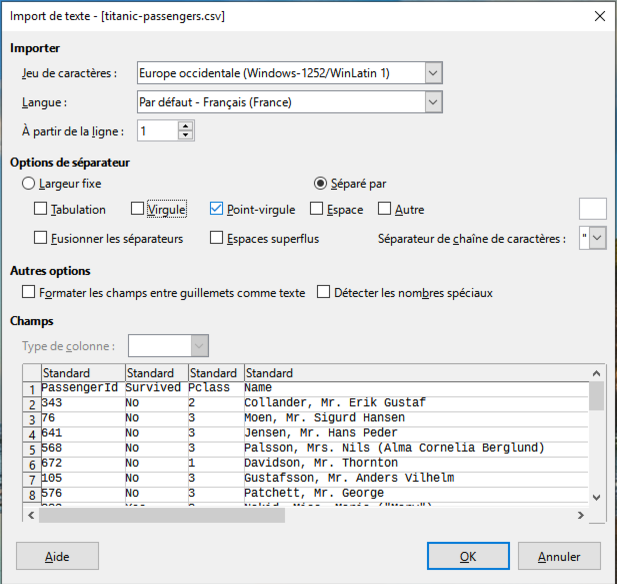 Import de texte - [titanic-passengers.csv]
Importer
Jeu de caractères : Europe occidentale (Windows-1252/WinLatin 1)
Langue : Par défaut - Français (France)
À partir de la ligne : 1
Options de séparateur
Largeur fixe Séparé par
Tabulation Virgule Point-virgule Espace Autre
Fusionner les séparateurs Espaces superflus Séparateur de chaîne de caractères : "
Autres options
Formater les champs entre guillemets comme texte Détecter les nombres spéciaux
Champs
Type de colonne :
Standard Standard Standard Standard
1 PassengerId Survived Pclass Name
2 343 No 2 Collander, Mr. Erik Gustaf
3 76 No 3 Moen, Mr. Sigurd Hansen
4 641 No 3 Jensen, Mr. Hans Peder
5 568 No 3 Palsson, Mrs. Nils (Alma Cornelia Berglund)
6 672 No 1 Davidson, Mr. Thornton
7 105 No 3 Gustafsson, Mr. Anders Vilhelm
8 576 No 3 Patchett, Mr. George
Aide OK Annuler